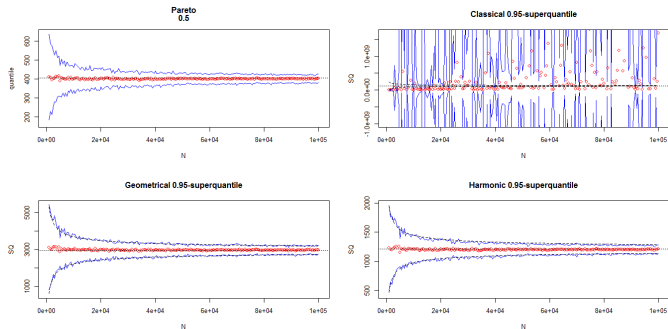 Pareto
0.5
quantile
600
500
400
300
200
0e+00 2e+04 4e+04 6e+04 8e+04 1e+05
N
Classical 0.95-superquantile
SQ
1.0e+09
0.0e+00
-1.0e+09
0e+00 2e+04 4e+04 6e+04 8e+04 1e+05
N
Geometrical 0.95-superquantile
SQ
5000
3000
1000
0e+00 2e+04 4e+04 6e+04 8e+04 1e+05
N
Harmonic 0.95-superquantile
SQ
2000
1500
1000
500
0e+00 2e+04 4e+04 6e+04 8e+04 1e+05
N